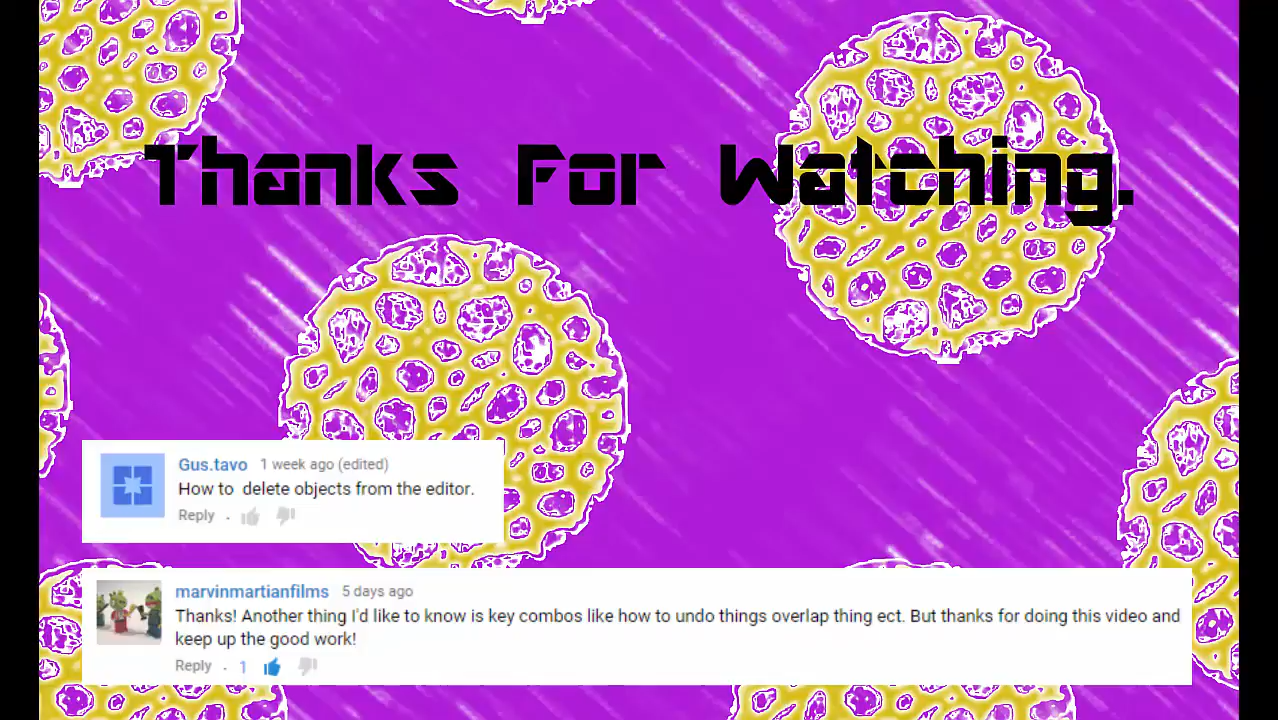 Thanks For Watching.
Gus.tavo 1 week ago (edited)
How to  delete objects from the editor.
Reply .
marvinmartianfilms 5 days ago
Thanks! Another thing I'd like to know is key combos like how to undo things overlap thing ect. But thanks for doing this video and
keep up the good work!
Reply . 1